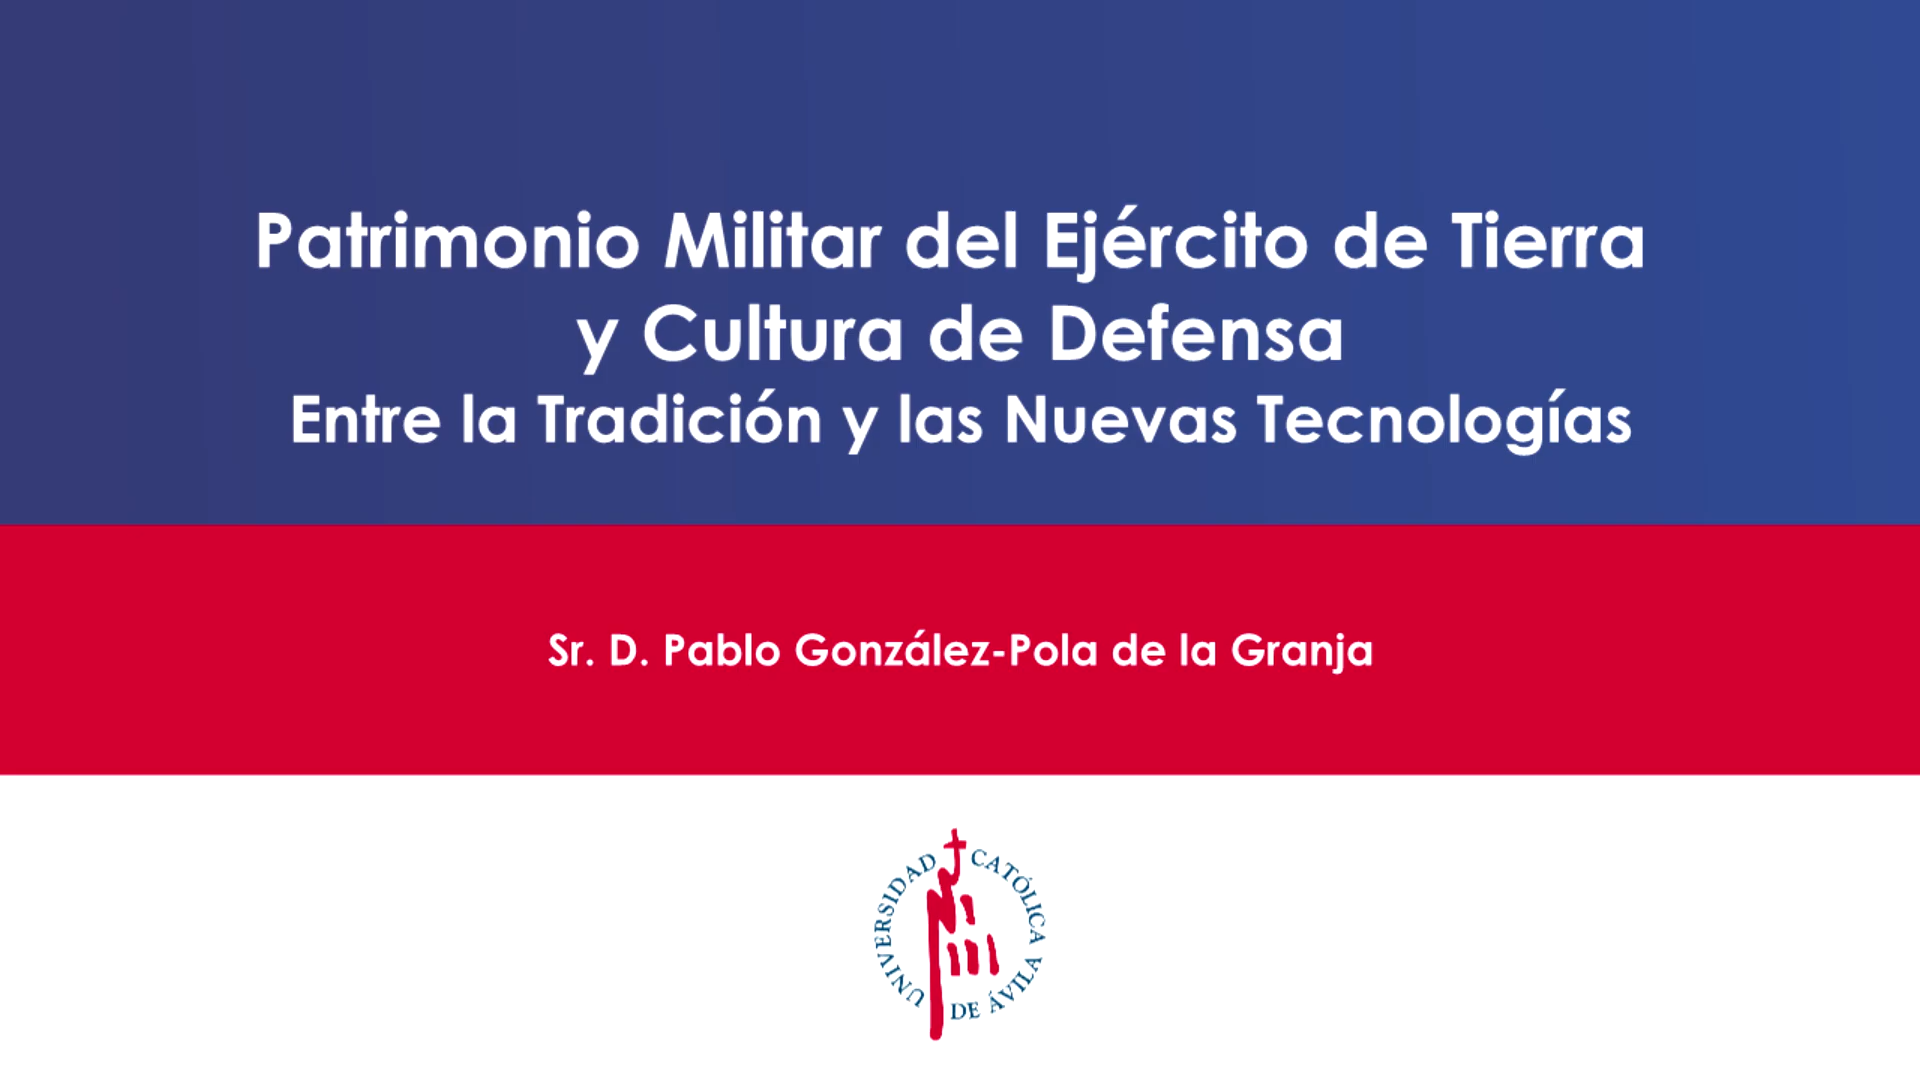 Patrimonio Militar del Ejército de Tierra
y Cultura de Defensa
Entre la Tradición y las Nuevas Tecnologías
Sr. D. Pablo González-Pola de la Granja
UNIVERSIDAD CATÓLICA DE ÁVILA